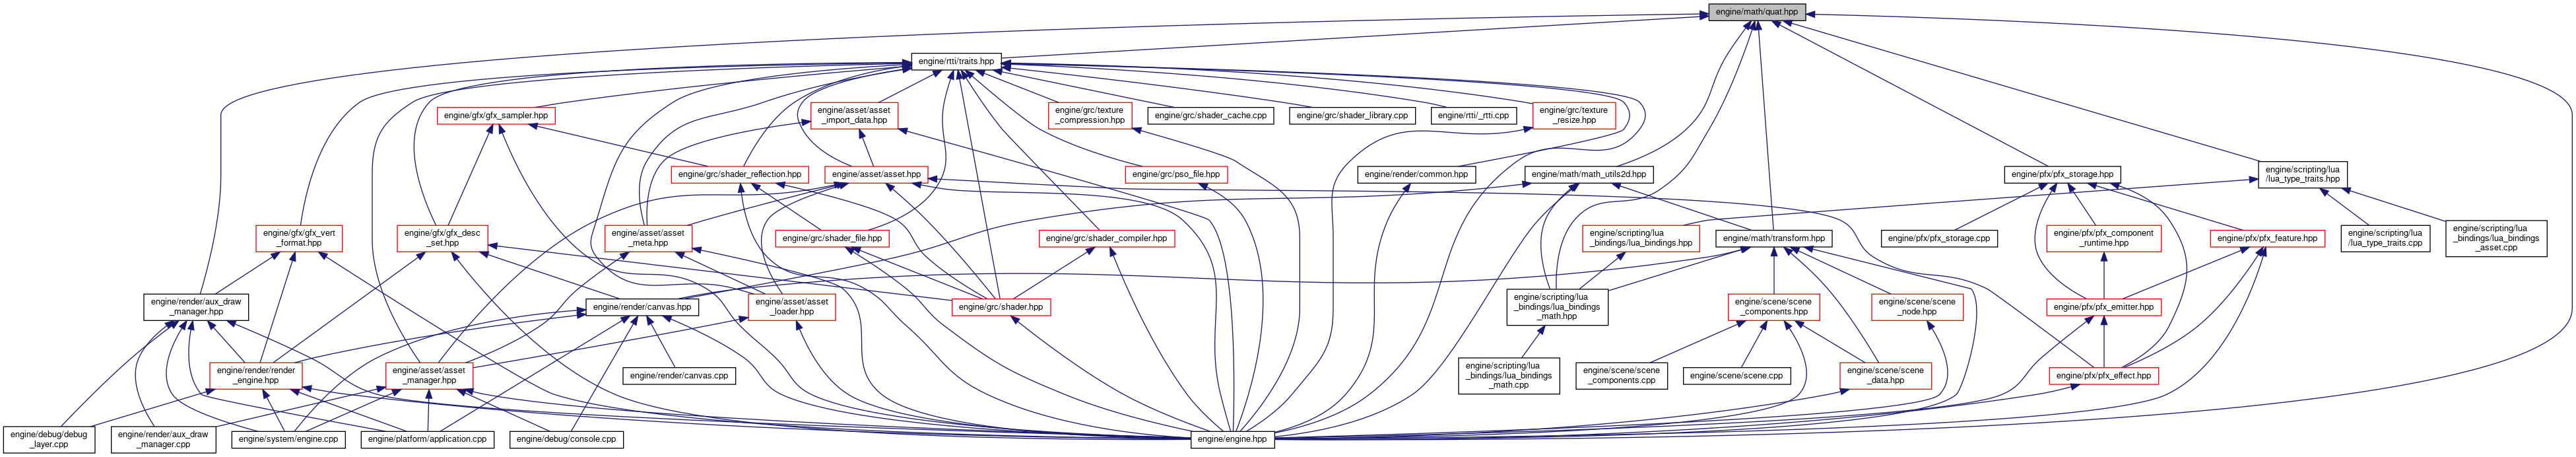 engine/math/quat.hpp
engine/rtti/traits.hpp
engine/gfx/gfx_sampler.hpp
engine/asset/asset
_import_data.hpp
engine/grc/texture
_compression.hpp
engine/grc/shader_cache.cpp
engine/grc/shader_library.cpp
engine/rtti/_rtti.cpp
engine/grc/texture
_resize.hpp
engine/grc/shader_reflection.hpp
engine/asset/asset.hpp
engine/grc/pso_file.hpp
engine/render/common.hpp
engine/math/math_utils2d.hpp
engine/pfx/pfx_storage.hpp
engine/scripting/lua
/lua_type_traits.hpp
engine/gfx/gfx_vert
_format.hpp
engine/gfx/gfx_desc
_set.hpp
engine/asset/asset
_meta.hpp
engine/grc/shader_file.hpp
engine/grc/shader_compiler.hpp
engine/scripting/lua
_bindings/lua_bindings.hpp
engine/math/transform.hpp
engine/pfx/pfx_storage.cpp
engine/pfx/pfx_component
_runtime.hpp
engine/pfx/pfx_feature.hpp
engine/scripting/lua
/lua_type_traits.cpp
engine/scripting/lua
_bindings/lua_bindings
_asset.cpp
engine/render/aux_draw
_manager.hpp
engine/render/canvas.hpp
engine/asset/asset
_loader.hpp
engine/grc/shader.hpp
engine/scripting/lua
_bindings/lua_bindings
_math.hpp
engine/scene/scene
_components.hpp
engine/scene/scene
_node.hpp
engine/pfx/pfx_emitter.hpp
engine/render/render
_engine.hpp
engine/asset/asset
_manager.hpp
engine/render/canvas.cpp
engine/scripting/lua
_bindings/lua_bindings
_math.cpp
engine/scene/scene
_components.cpp
engine/scene/scene.cpp
engine/scene/scene
_data.hpp
engine/pfx/pfx_effect.hpp
engine/debug/debug
_layer.cpp
engine/render/aux_draw
_manager.cpp
engine/system/engine.cpp
engine/platform/application.cpp
engine/debug/console.cpp
engine/engine.hpp